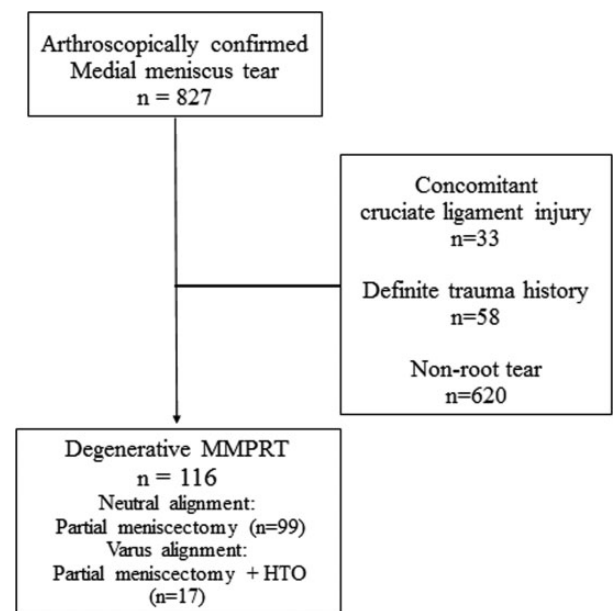 Arthroscopically confirmed
Medial meniscus tear
n = 827
Concomitant
cruciate ligament injury
n=33
Definite trauma history
n=58
Non-root tear
n=620
Degenerative MMPRT
n = 116
Neutral alignment:
Partial meniscectomy (n=99)
Varus alignment:
Partial meniscectomy + HTO
(n=17)